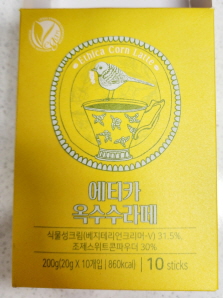 Ethica Corn Latte
에티카
옥수수라떼
식물성크림(베지테리언크리머-V) 31.5%,
조제스위트콘파우더 30%
200g(20g X 10개입 | 860kcal) 10 sticks